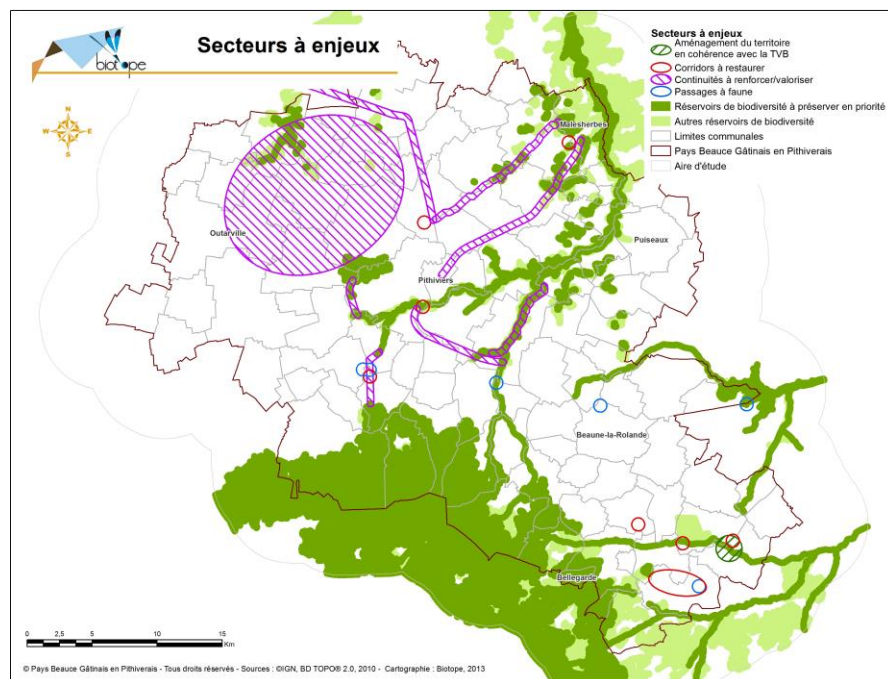 Secteurs à enjeux
biotope
N
W E
S
Secteurs à enjeux
Aménagement du territoire
en cohérence avec la TVB
Corridors à restaurer
Continuités à renforcer/valoriser
Passages à faune
Réservoirs de biodiversité à préserver en priorité
Autres réservoirs de biodiversité
Limites communales
Pays Beauce Gâtinais en Pithiverais
Aire d'étude
Malesherbes
Outarville
Puiseaux
Pithiviers
Beaune-la-Rolande
Bellegarde
0 2,5 5 10 15
Km
© Pays Beauce Gâtinais en Pithiverais - Tous droits réservés - Sources : ©IGN, BD TOPO® 2.0, 2010 - Cartographie : Biotope, 2013